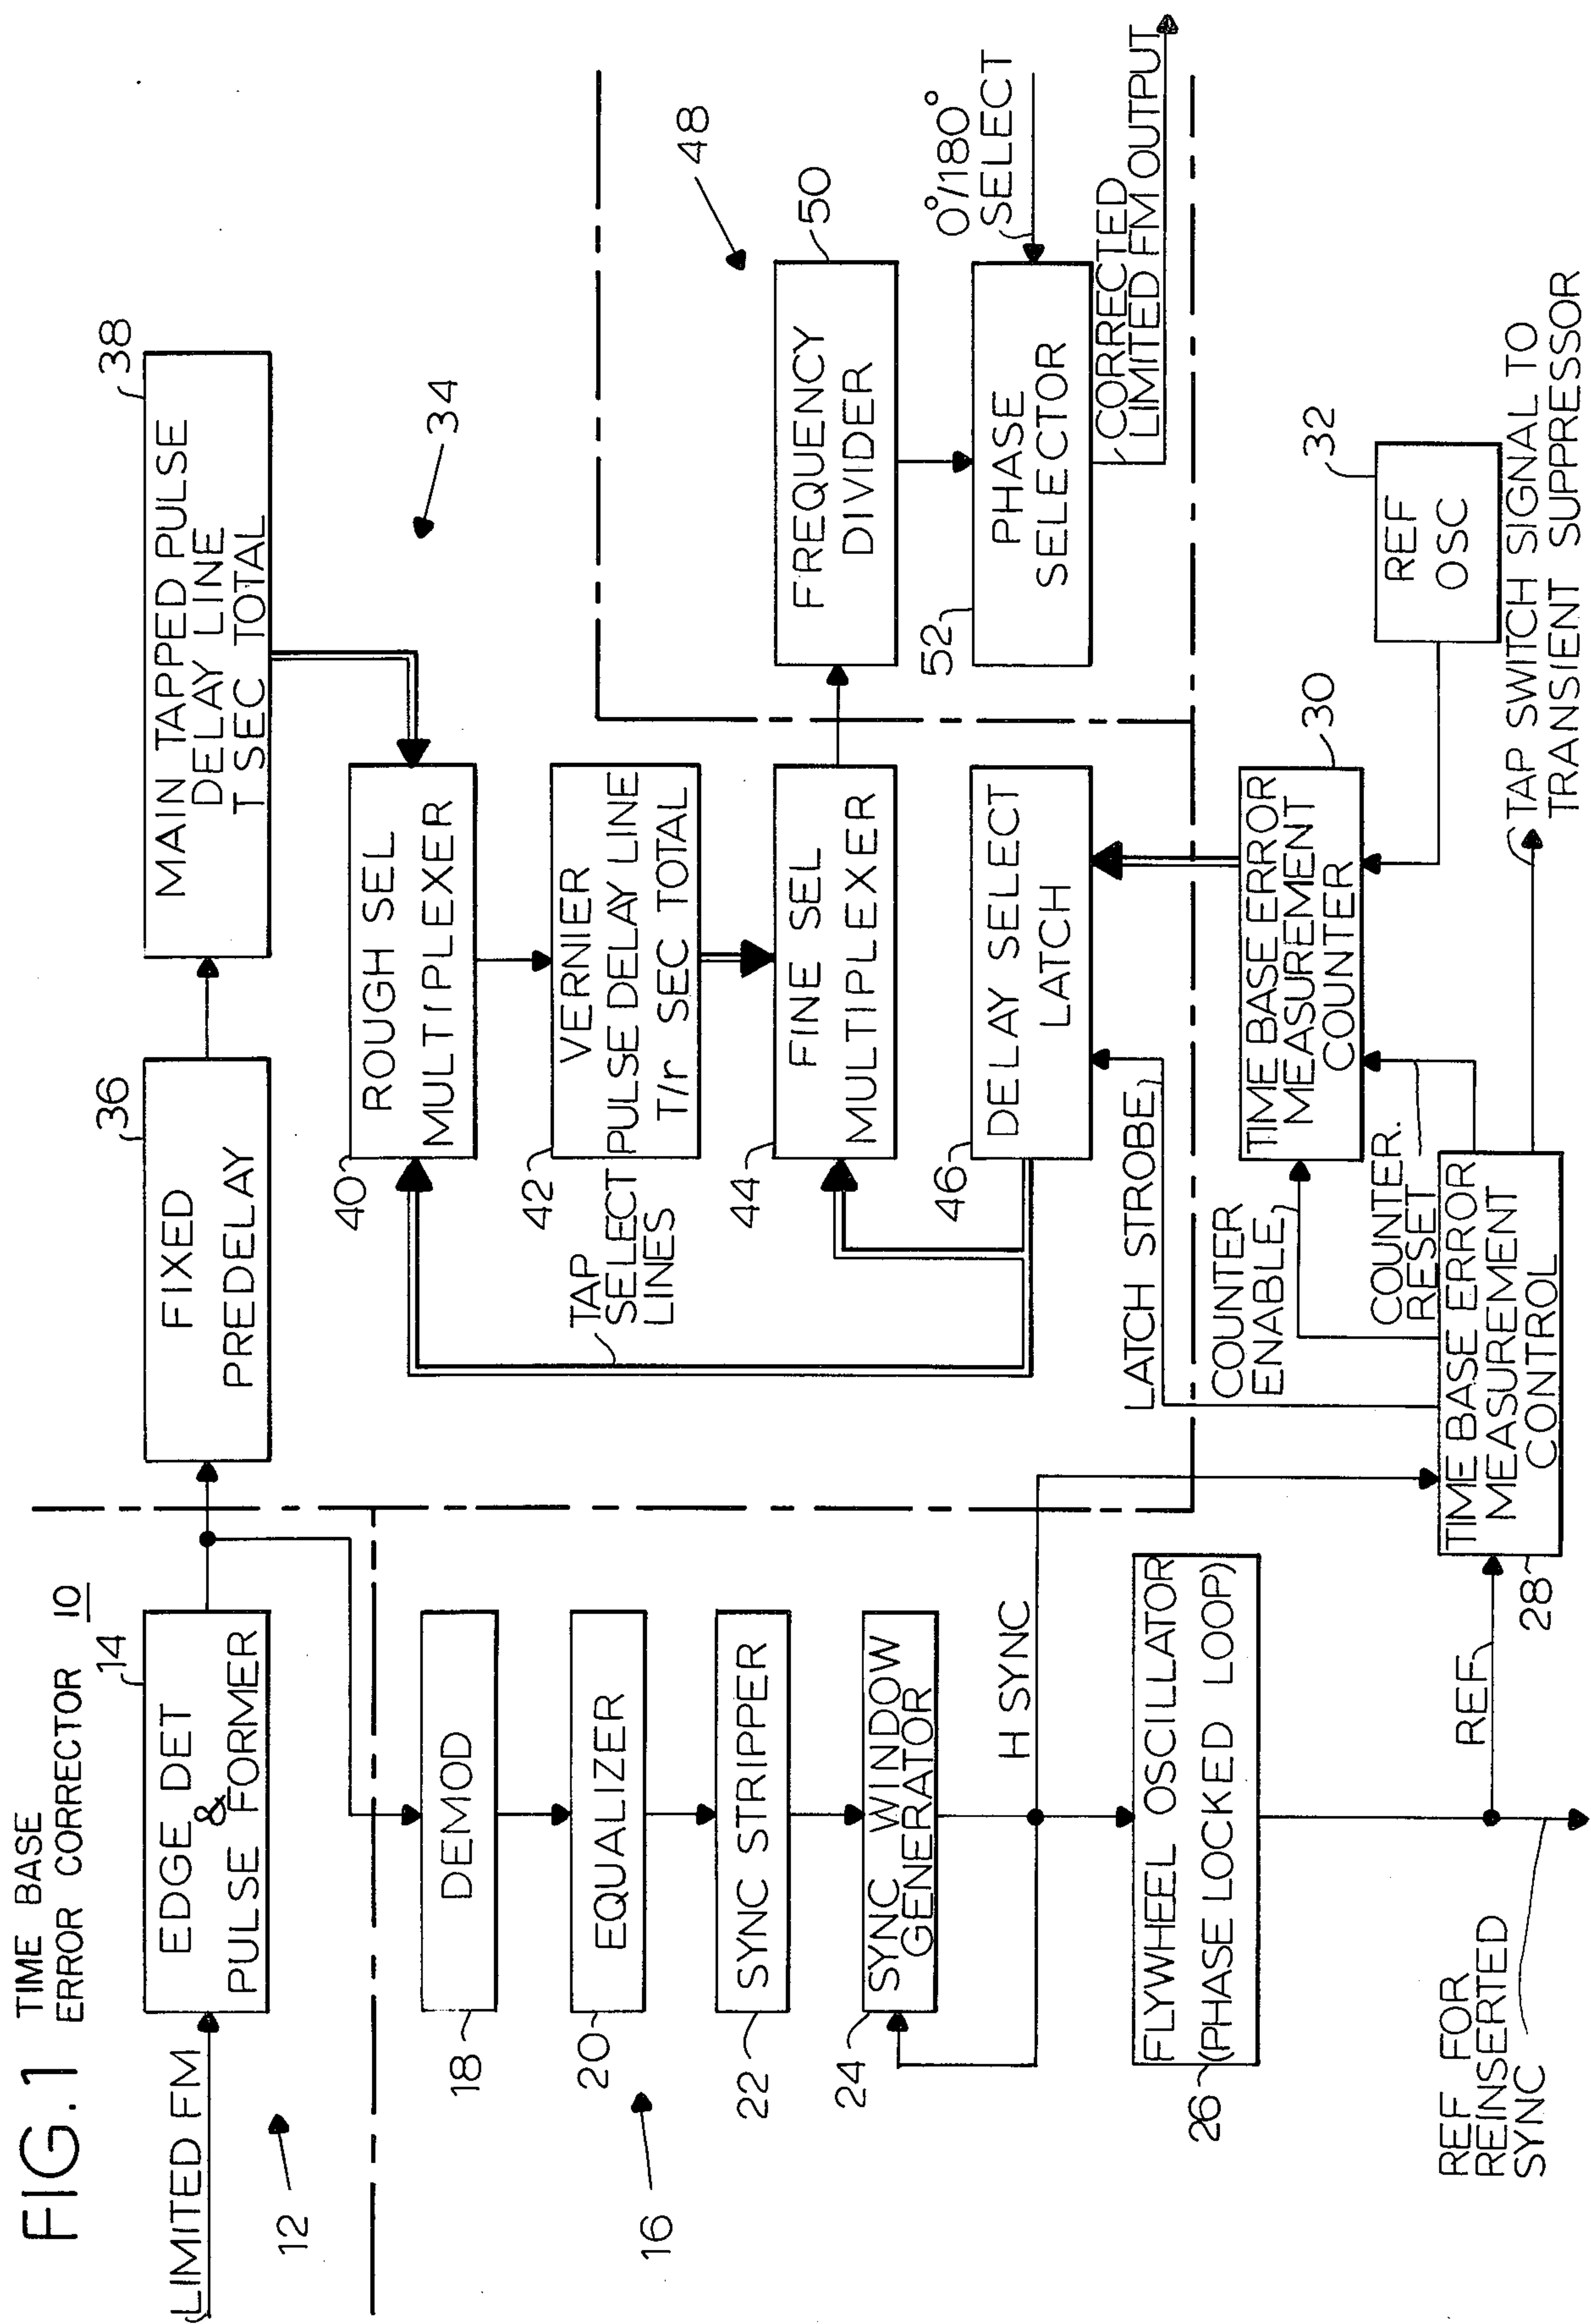 FIG.1
TIME BASE
ERROR CORRECTOR 10
LIMITED FM
12
14
EDGE DET
&
PULSE FORMER
36
FIXED
PREDELAY
38
MAIN TAPPED PULSE
DELAY LINE
T SEC TOTAL
34
16
18
DEMOD
20
EQUALIZER
22
SYNC STRIPPER
24
SYNC WINDOW
GENERATOR
H SYNC
26
FLYWHEEL OSCILLATOR
(PHASE LOCKED LOOP)
REF FOR
REINSERTED
SYNC
REF
40
ROUGH SEL
MULTIPLEXER
42
VERNIER
PULSE DELAY LINE
T/r SEC TOTAL
TAP
SELECT
LINES
44
FINE SEL
MULTIPLEXER
46
DELAY SELECT
LATCH
LATCH STROBE
48
50
FREQUENCY
DIVIDER
52
PHASE
SELECTOR
0°/180°
SELECT
CORRECTED
LIMITED FM OUTPUT
COUNTER
ENABLE
COUNTER.
RESET
28
TIME BASE ERROR
MEASUREMENT
CONTROL
30
TIME BASE ERROR
MEASUREMENT
COUNTER
32
REF
OSC
TAP SWITCH SIGNAL TO
TRANSIENT SUPPRESSOR